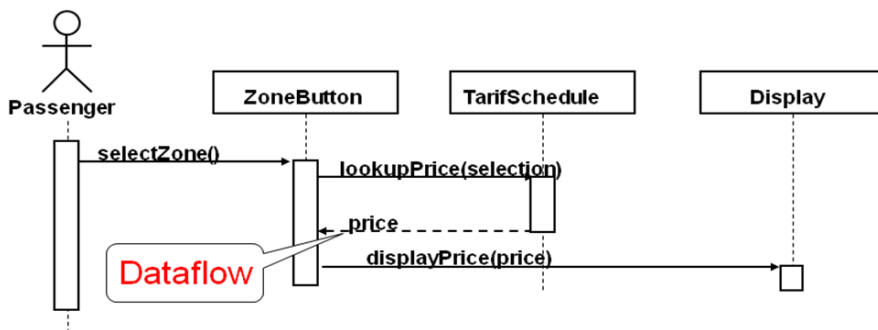 Passenger
ZoneButton
TarifSchedule
Display
selectZone()
lookupPrice(selection)
price
Dataflow
displayPrice(price)